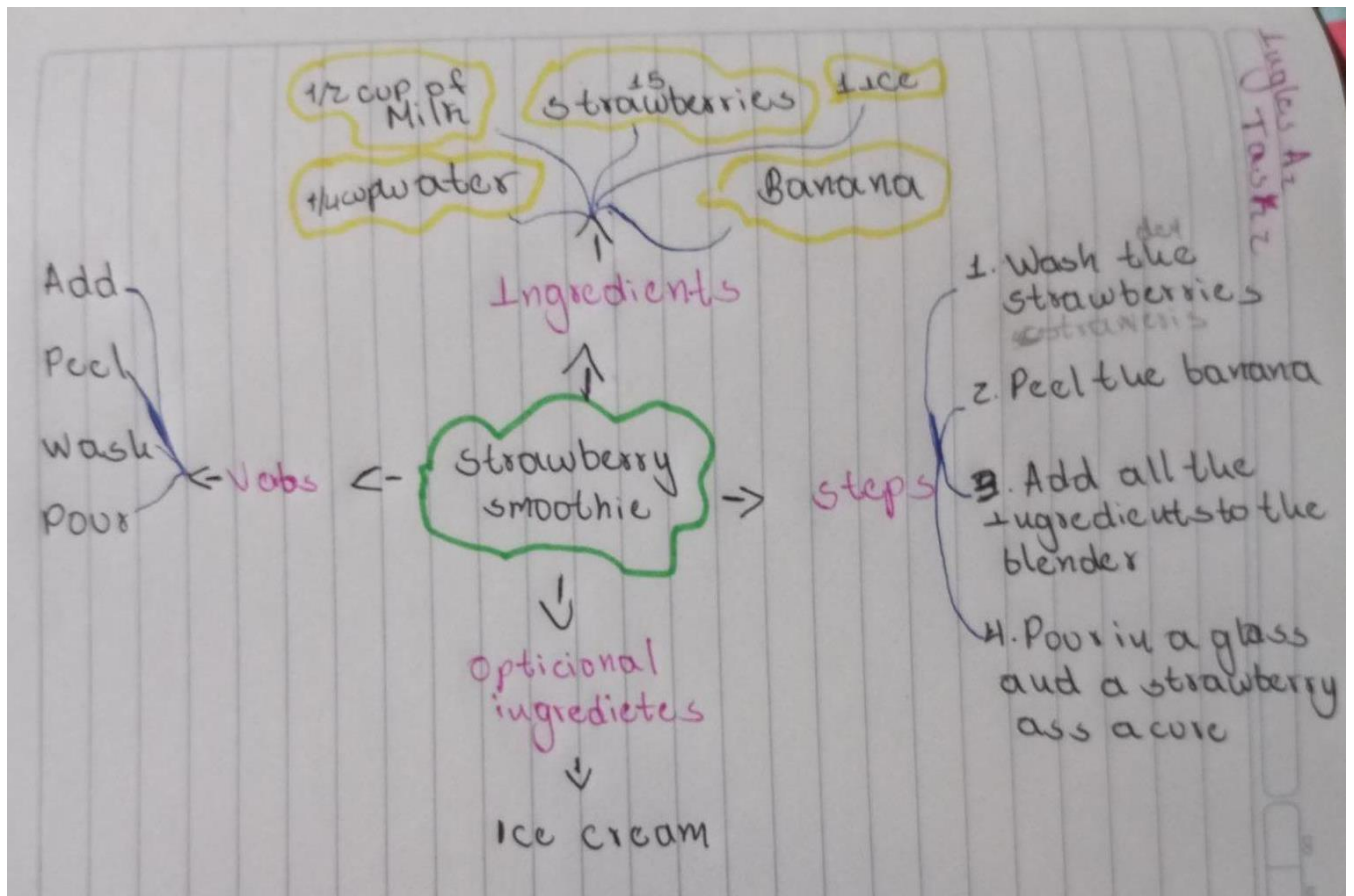 1/2 cup of
Milk
15
strawberries
1 Ice
1/4 cup water
Banana
Ingredients
Add
Peel
Wash
Pour
Vabs
strawberry
smoothie
steps
1. Wash the
strawberries
2. Peel the banana
3. Add all the
Ingredients to the
blender
4. Pour in a glass
and a strawberry
ass a core
Opticional
ingredietes
Ice cream
Ingles A2
Task 2